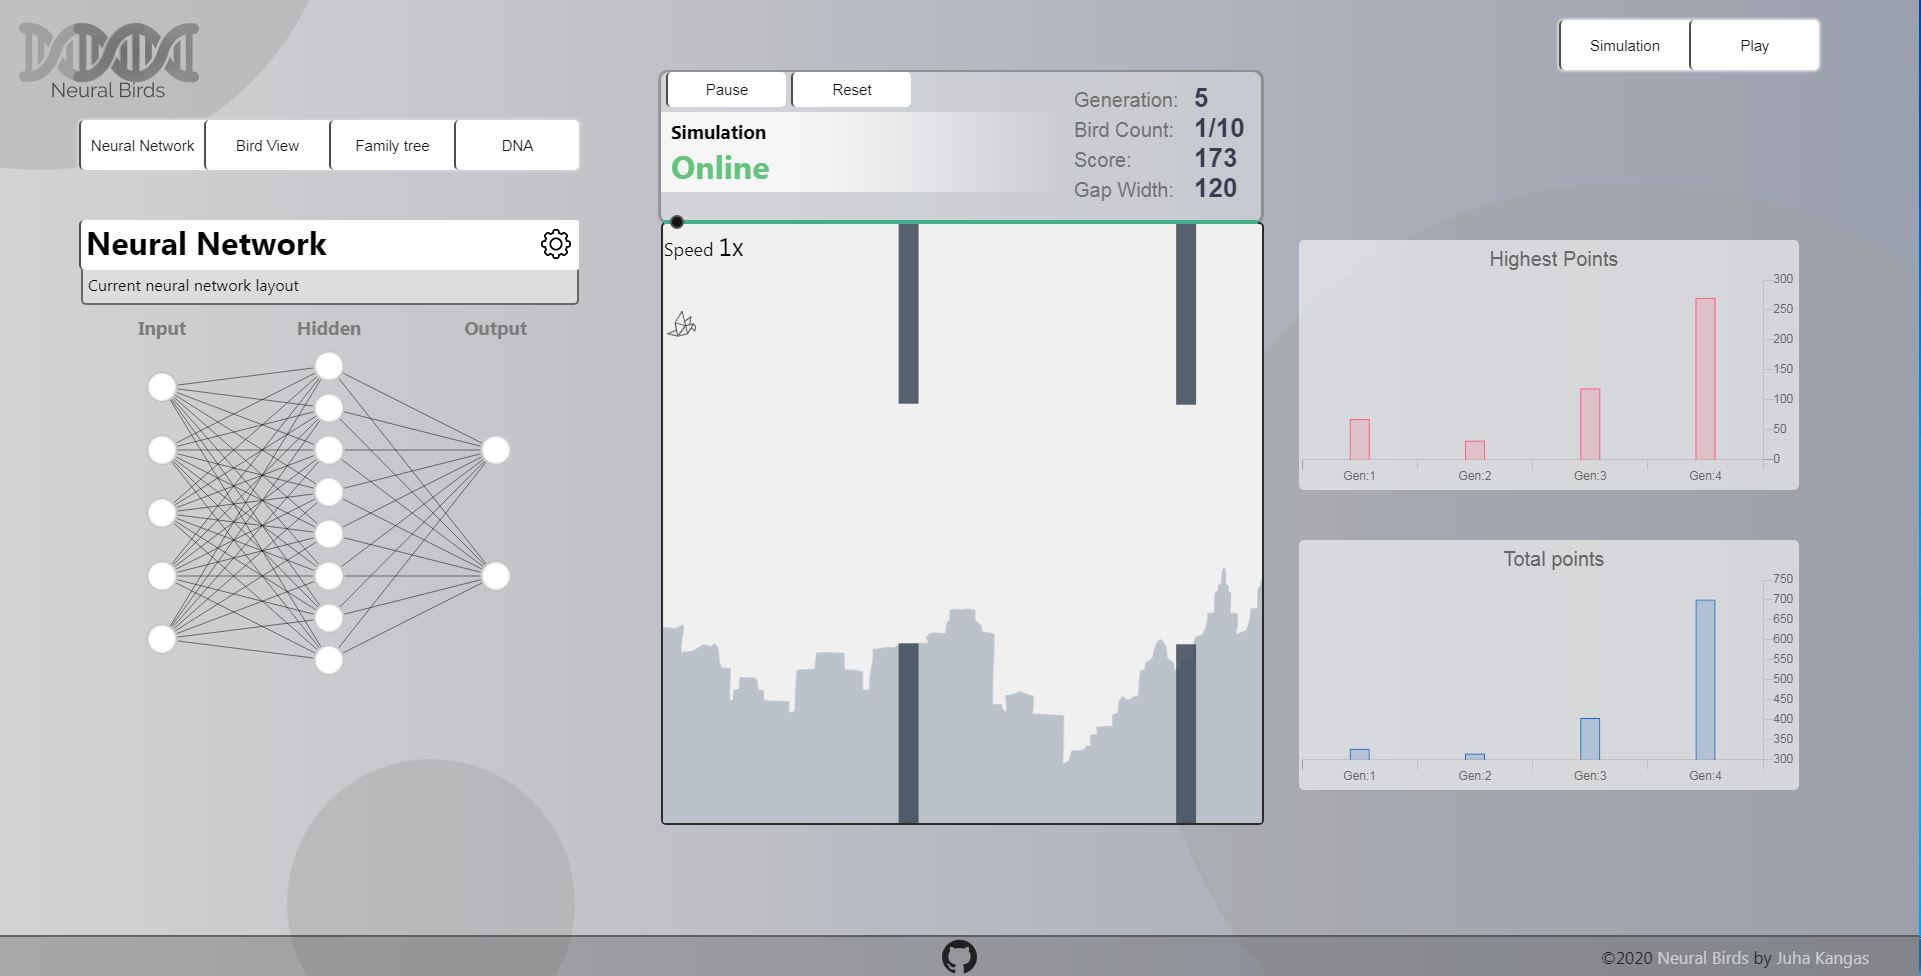 Neural Birds
Simulation
Play
Neural Network
Bird View
Family tree
DNA
Neural Network
Current neural network layout
Input
Hidden
Output
Pause
Reset
Simulation
Online
Generation: 5
Bird Count: 1/10
Score: 173
Gap Width: 120
Speed 1x
Highest Points
300
250
200
150
100
50
0
Gen:1
Gen:2
Gen:3
Gen:4
Total points
750
700
650
600
550
500
450
400
350
300
Gen:1
Gen:2
Gen:3
Gen:4
©2020 Neural Birds by Juha Kangas